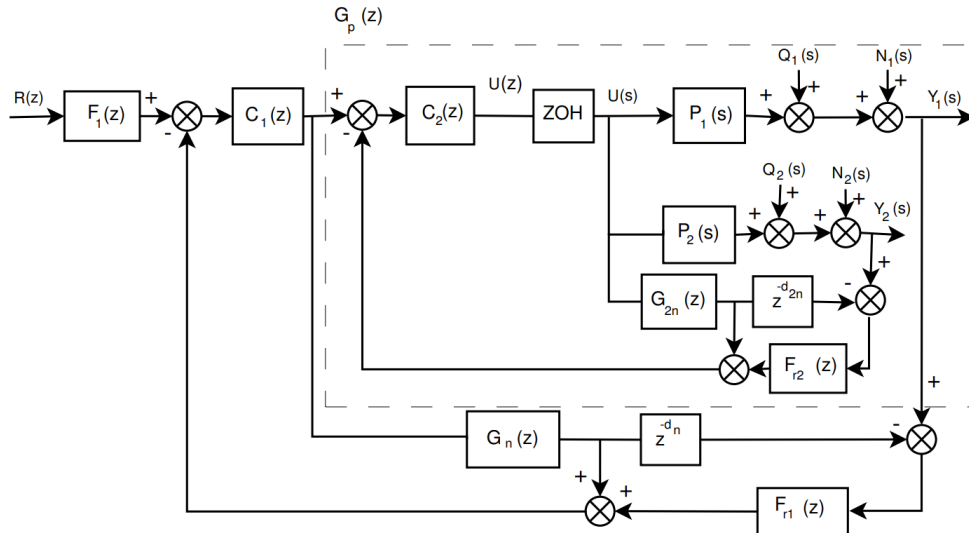 G_p (z)
Q_1 (s)
N_1 (s)
R(z)
F_1 (z)
+
-
C_1 (z)
+
-
C_2 (z)
U(z)
ZOH
U(s)
P_1 (s)
+
+
+
+
Y_1 (s)
Q_2 (s)
N_2 (s)
P_2 (s)
+
+
+
+
Y_2 (s)
+
-
G_2n (z)
z^-d_2n
F_r2 (z)
+
-
G_n (z)
z^-d_n
+
+
F_r1 (z)